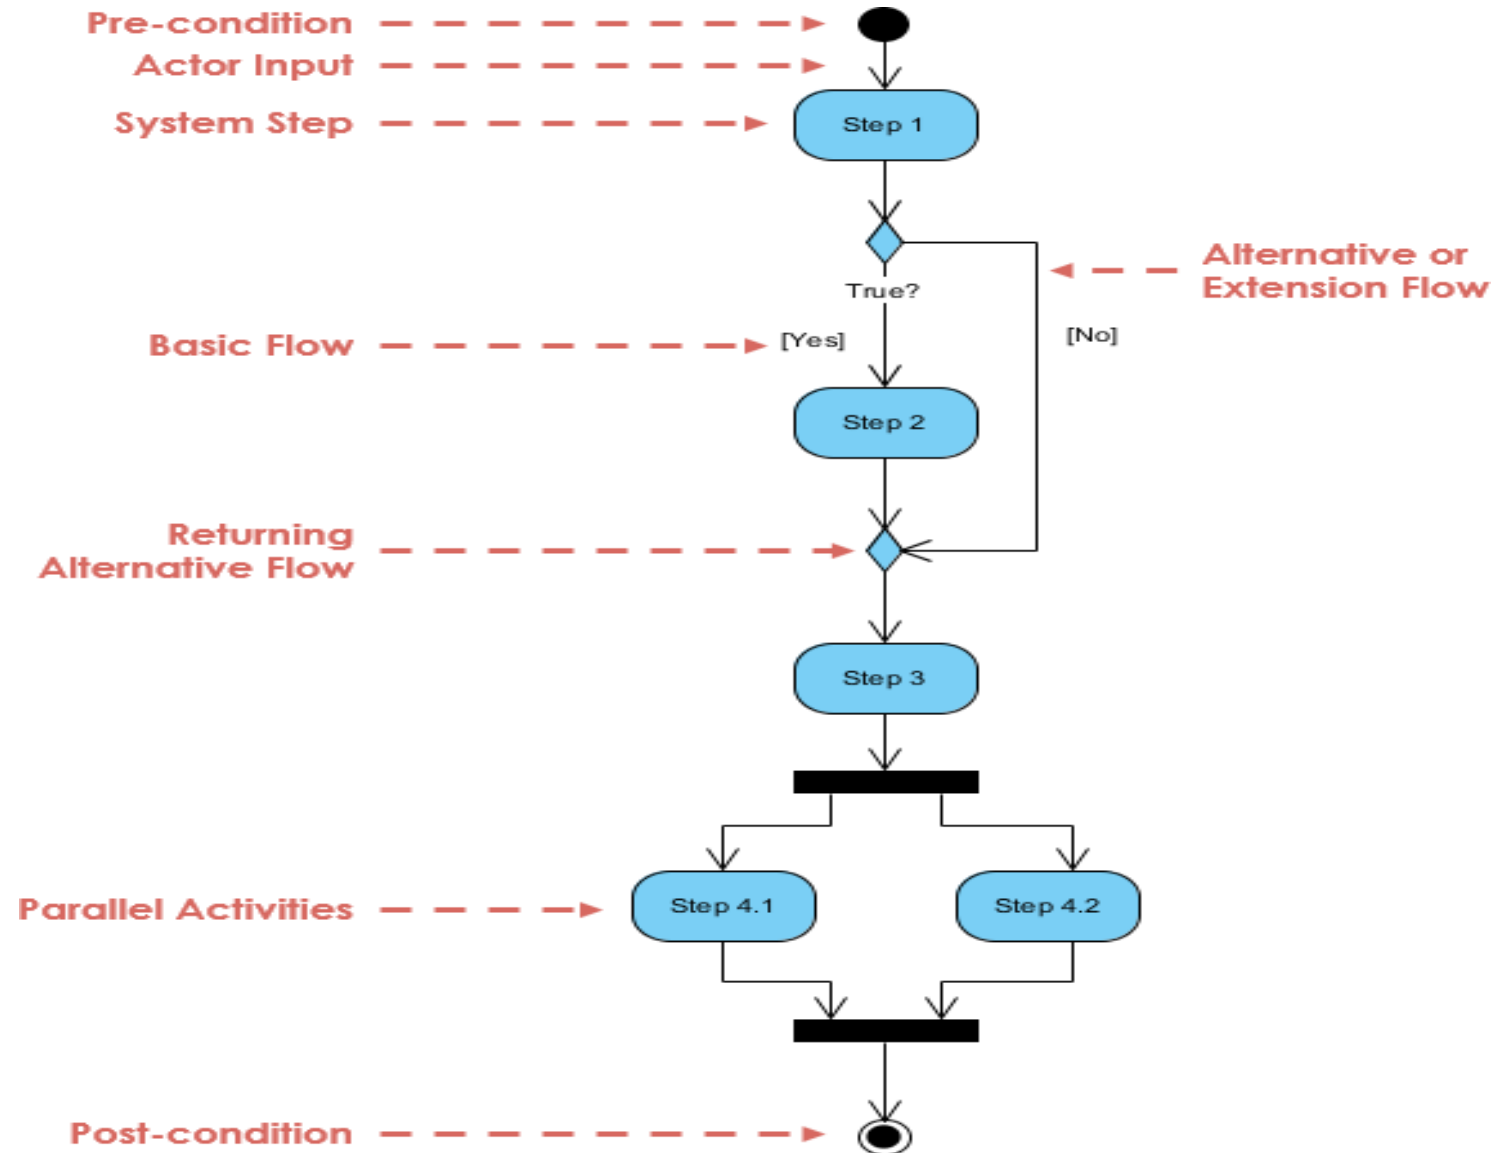 Pre-condition
Actor Input
System Step
Step 1
Alternative or
Extension Flow
True?
Basic Flow
[Yes]
[No]
Step 2
Returning
Alternative Flow
Step 3
Parallel Activities
Step 4.1
Step 4.2
Post-condition